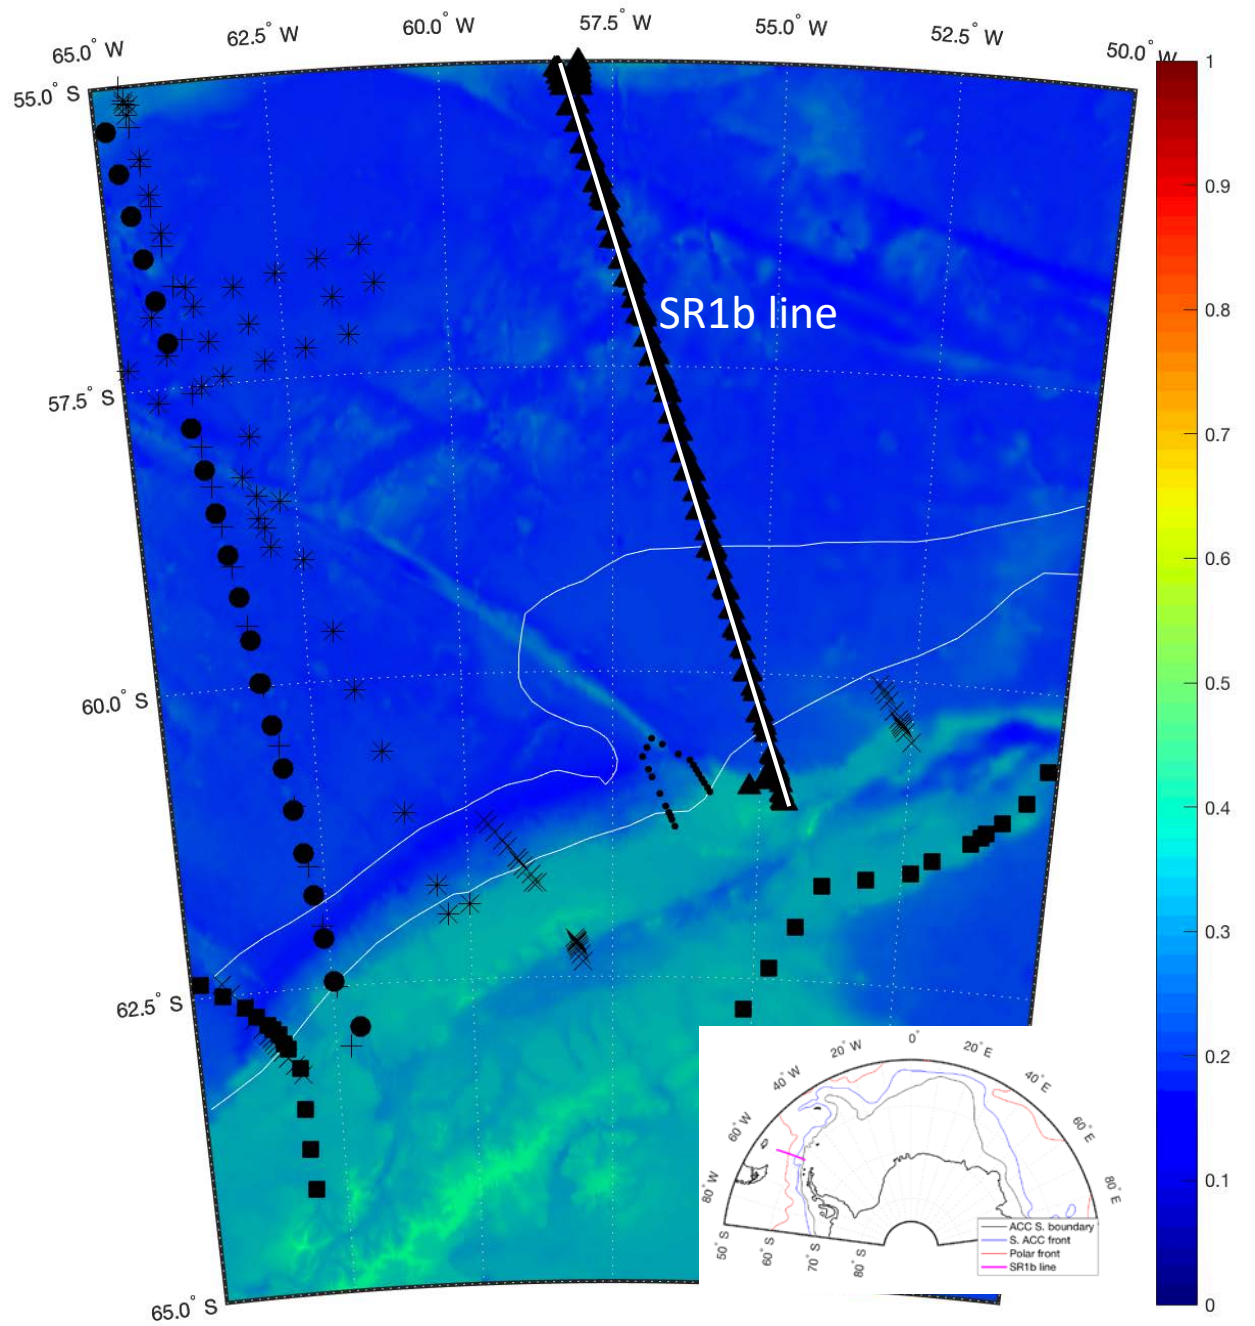 65.0° W
62.5° W
60.0° W
57.5° W
55.0° W
52.5° W
50.0° W
55.0° S
57.5° S
60.0° S
62.5° S
65.0° S
SR1b line
1
0.9
0.8
0.7
0.6
0.5
0.4
0.3
0.2
0.1
0
80° W
60° W
40° W
20° W
0°
20° E
40° E
60° E
80° E
50° S
60° S
70° S
80° S
ACC S. boundary
S. ACC front
Polar front
SR1b line